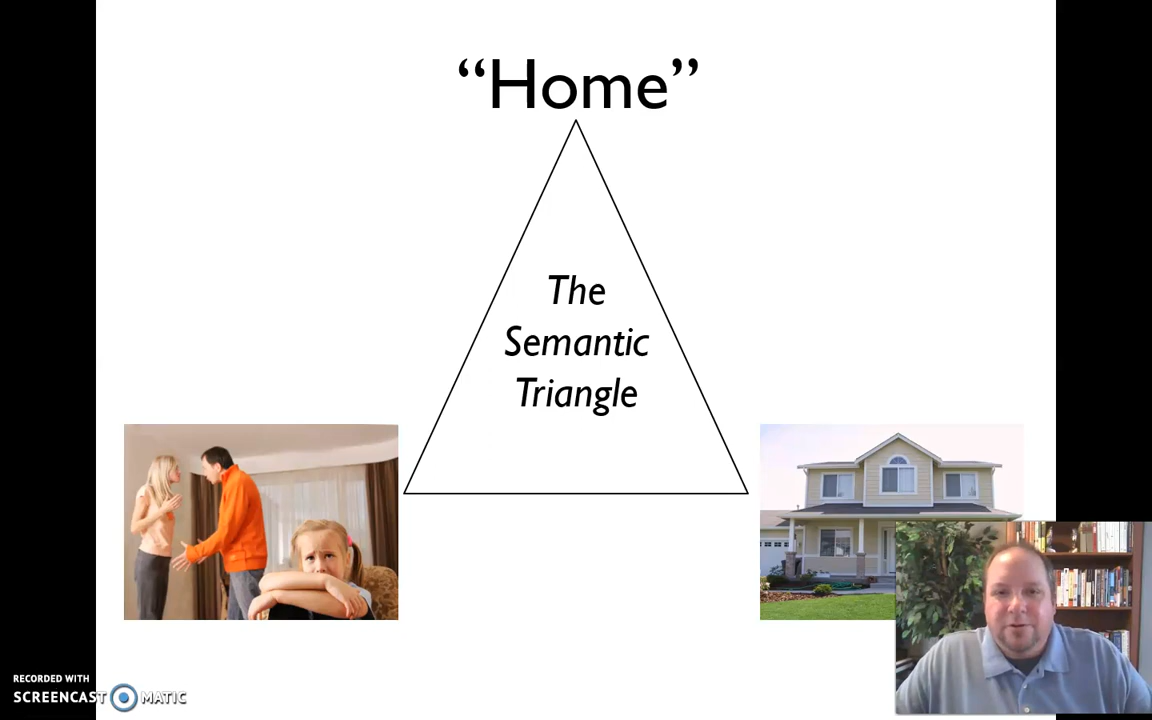 “Home”
The
Semantic
Triangle
RECORDED WITH
SCREENCAST MATIC